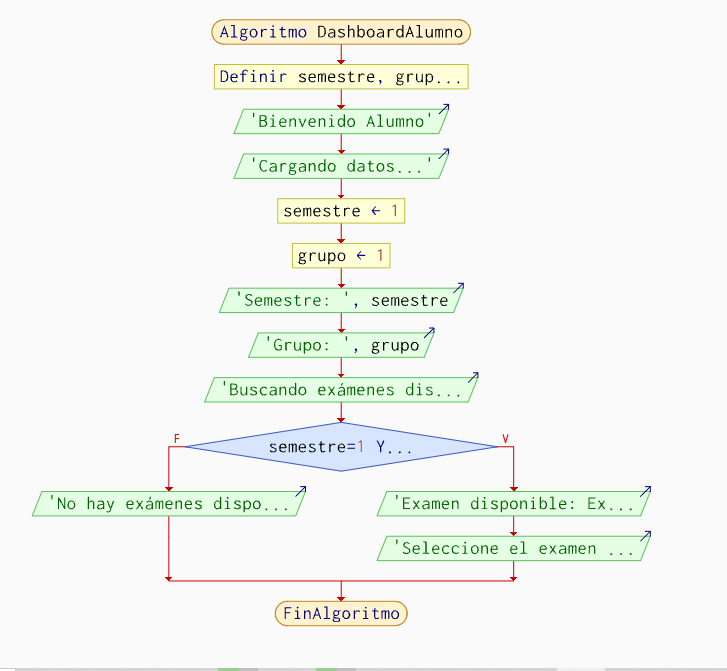 Algoritmo DashboardAlumno
Definir semestre, grup...
'Bienvenido Alumno'
'Cargando datos...'
semestre ← 1
grupo ← 1
'Semestre: ', semestre
'Grupo: ', grupo
'Buscando exámenes dis...
F
V
semestre=1 Y...
'No hay exámenes dispo...
'Examen disponible: Ex...
'Seleccione el examen ...
FinAlgoritmo